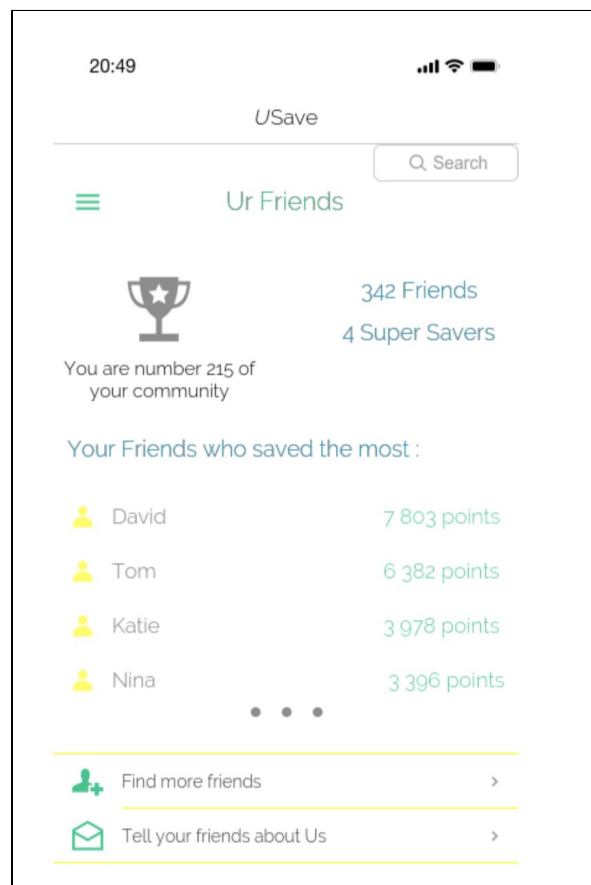 20:49
USave
Search
Ur Friends
342 Friends
4 Super Savers
You are number 215 of
your community
Your Friends who saved the most :
David 7 803 points
Tom 6 382 points
Katie 3 978 points
Nina 3 396 points
Find more friends
Tell your friends about Us